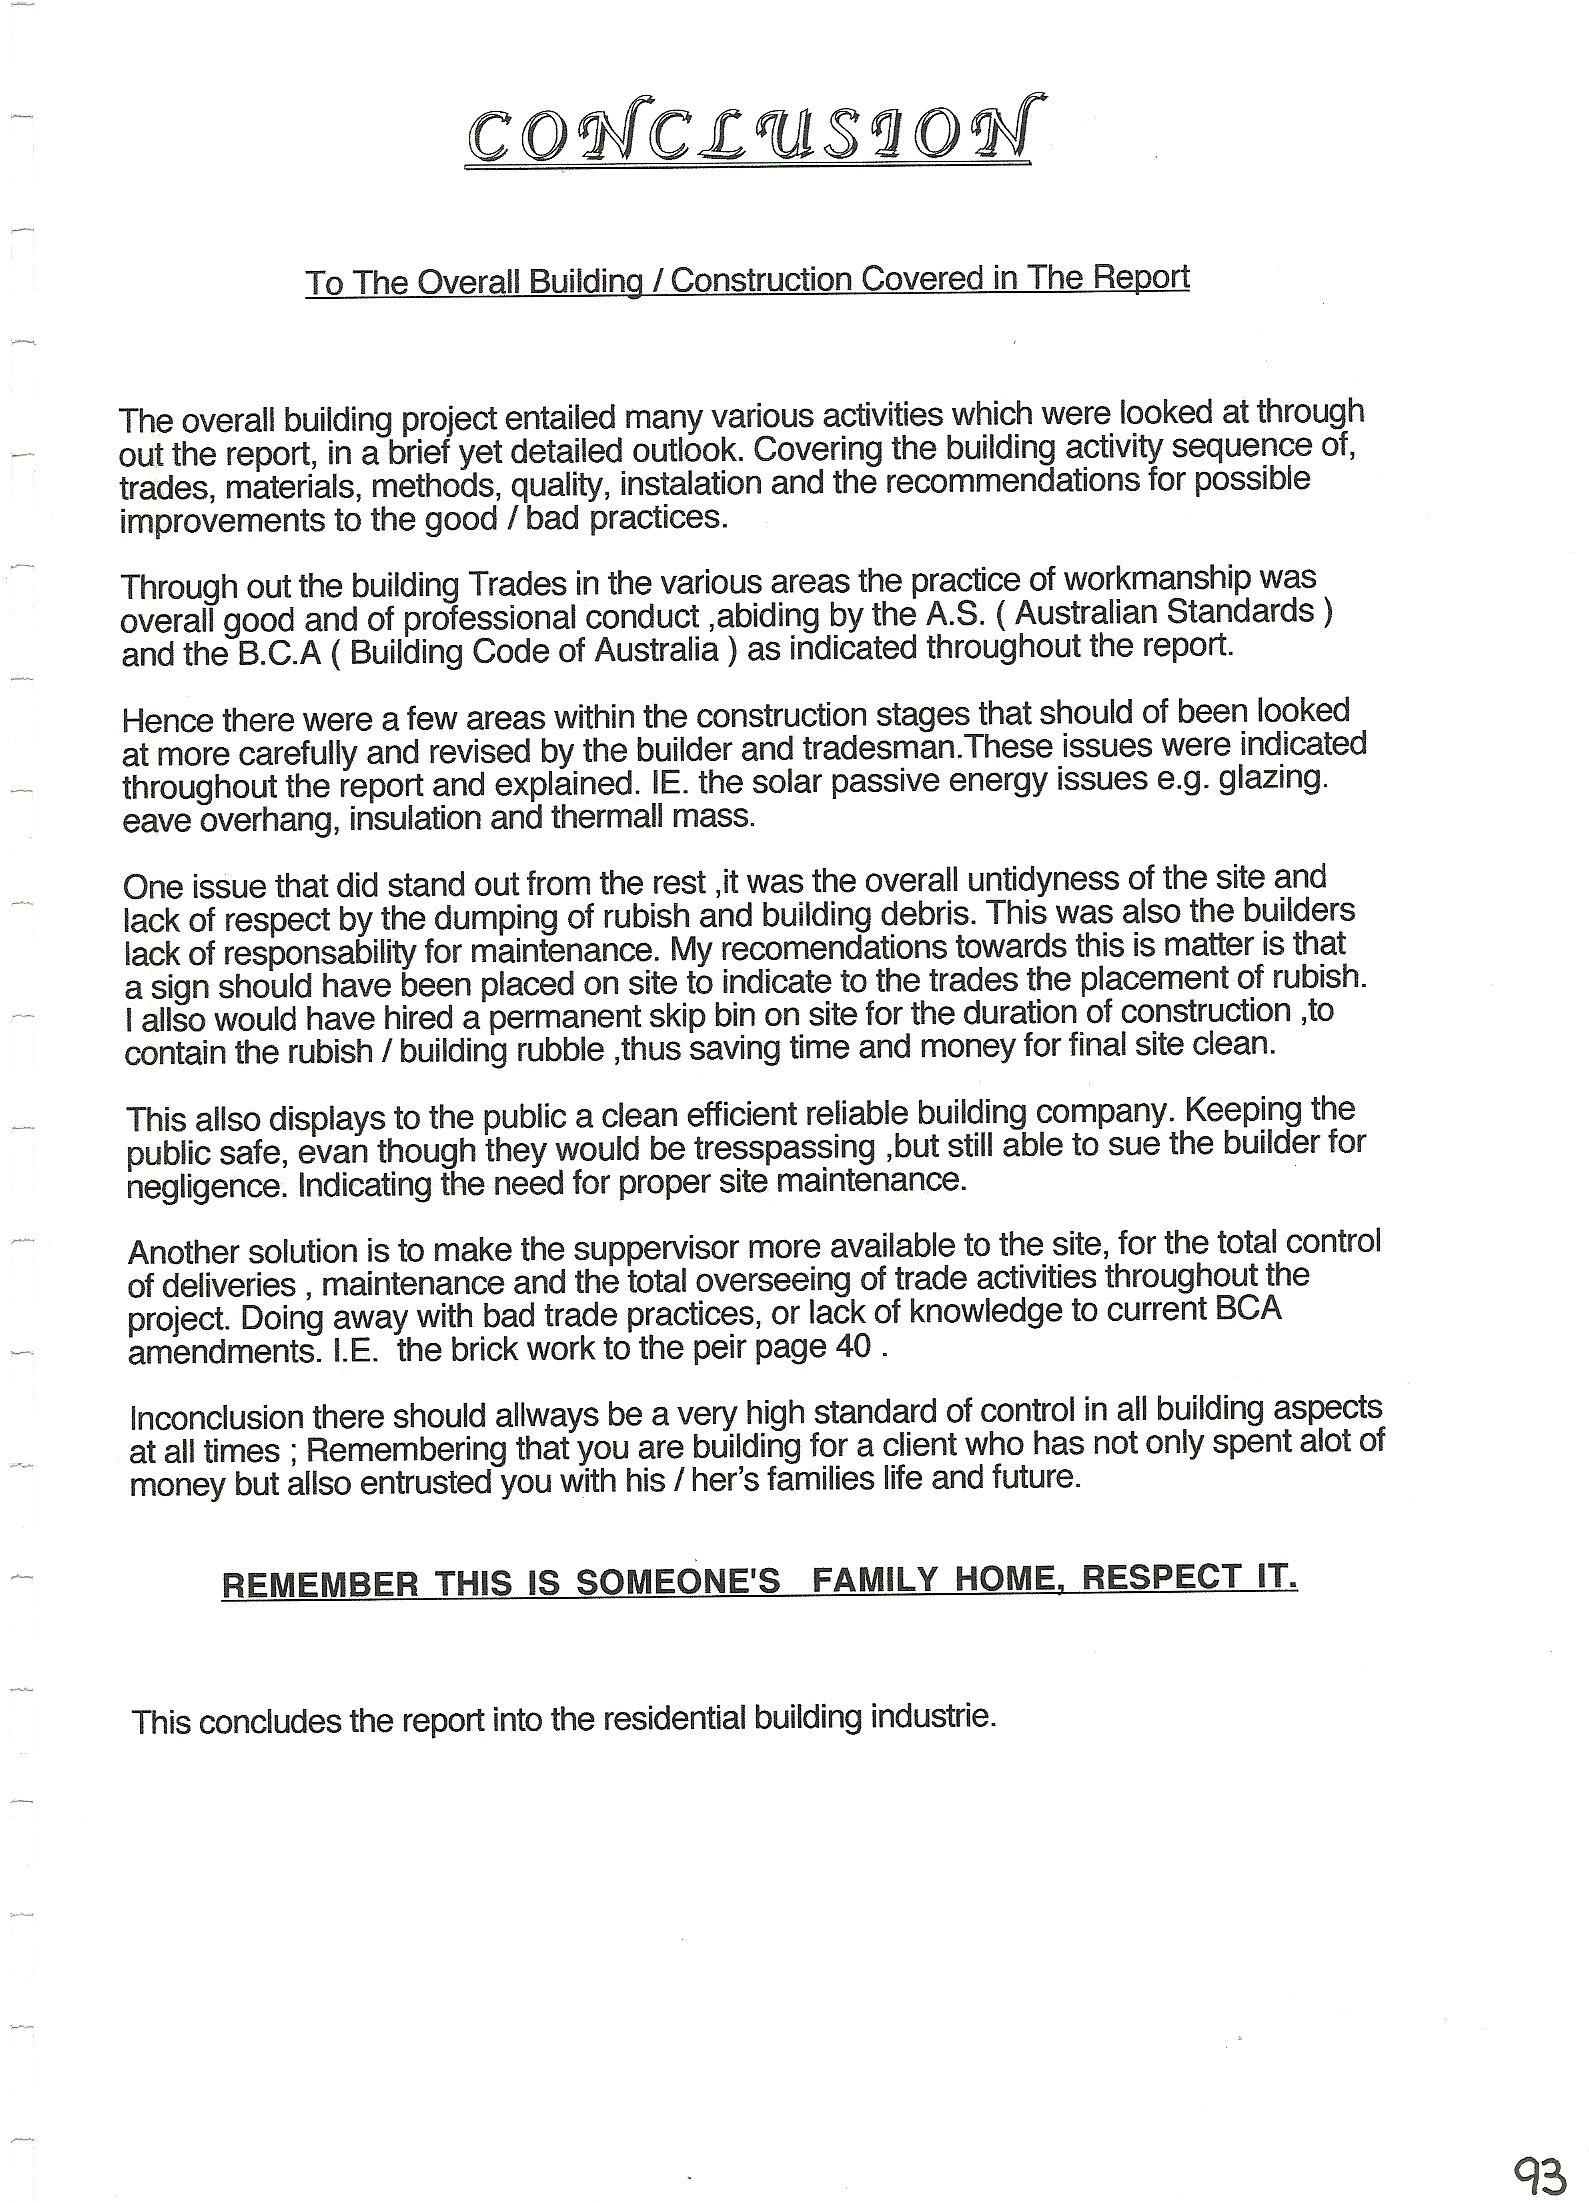 CONCLUSION
To The Overall Building / Construction Covered in The Report
The overall building project entailed many various activities which were looked at through
out the report, in a brief yet detailed outlook. Covering the building activity sequence of,
trades, materials, methods, quality, instalation and the recommendations for possible
improvements to the good / bad practices.
Through out the building Trades in the various areas the practice of workmanship was
overall good and of professional conduct ,abiding by the A.S. ( Australian Standards )
and the B.C.A ( Building Code of Australia ) as indicated throughout the report.
Hence there were a few areas within the construction stages that should of been looked
at more carefully and revised by the builder and tradesman.These issues were indicated
throughout the report and explained. IE. the solar passive energy issues e.g. glazing.
eave overhang, insulation and thermall mass.
One issue that did stand out from the rest ,it was the overall untidyness of the site and
lack of respect by the dumping of rubish and building debris. This was also the builders
lack of responsability for maintenance. My recomendations towards this is matter is that
a sign should have been placed on site to indicate to the trades the placement of rubish.
I allso would have hired a permanent skip bin on site for the duration of construction ,to
contain the rubish / building rubble ,thus saving time and money for final site clean.
This allso displays to the public a clean efficient reliable building company. Keeping the
public safe, evan though they would be tresspassing ,but still able to sue the builder for
negligence. Indicating the need for proper site maintenance.
Another solution is to make the suppervisor more available to the site, for the total control
of deliveries , maintenance and the total overseeing of trade activities throughout the
project. Doing away with bad trade practices, or lack of knowledge to current BCA
amendments. I.E. the brick work to the peir page 40 .
Inconclusion there should allways be a very high standard of control in all building aspects
at all times ; Remembering that you are building for a client who has not only spent alot of
money but allso entrusted you with his / her's families life and future.
REMEMBER THIS IS SOMEONE'S FAMILY HOME, RESPECT IT.
This concludes the report into the residential building industrie.
93